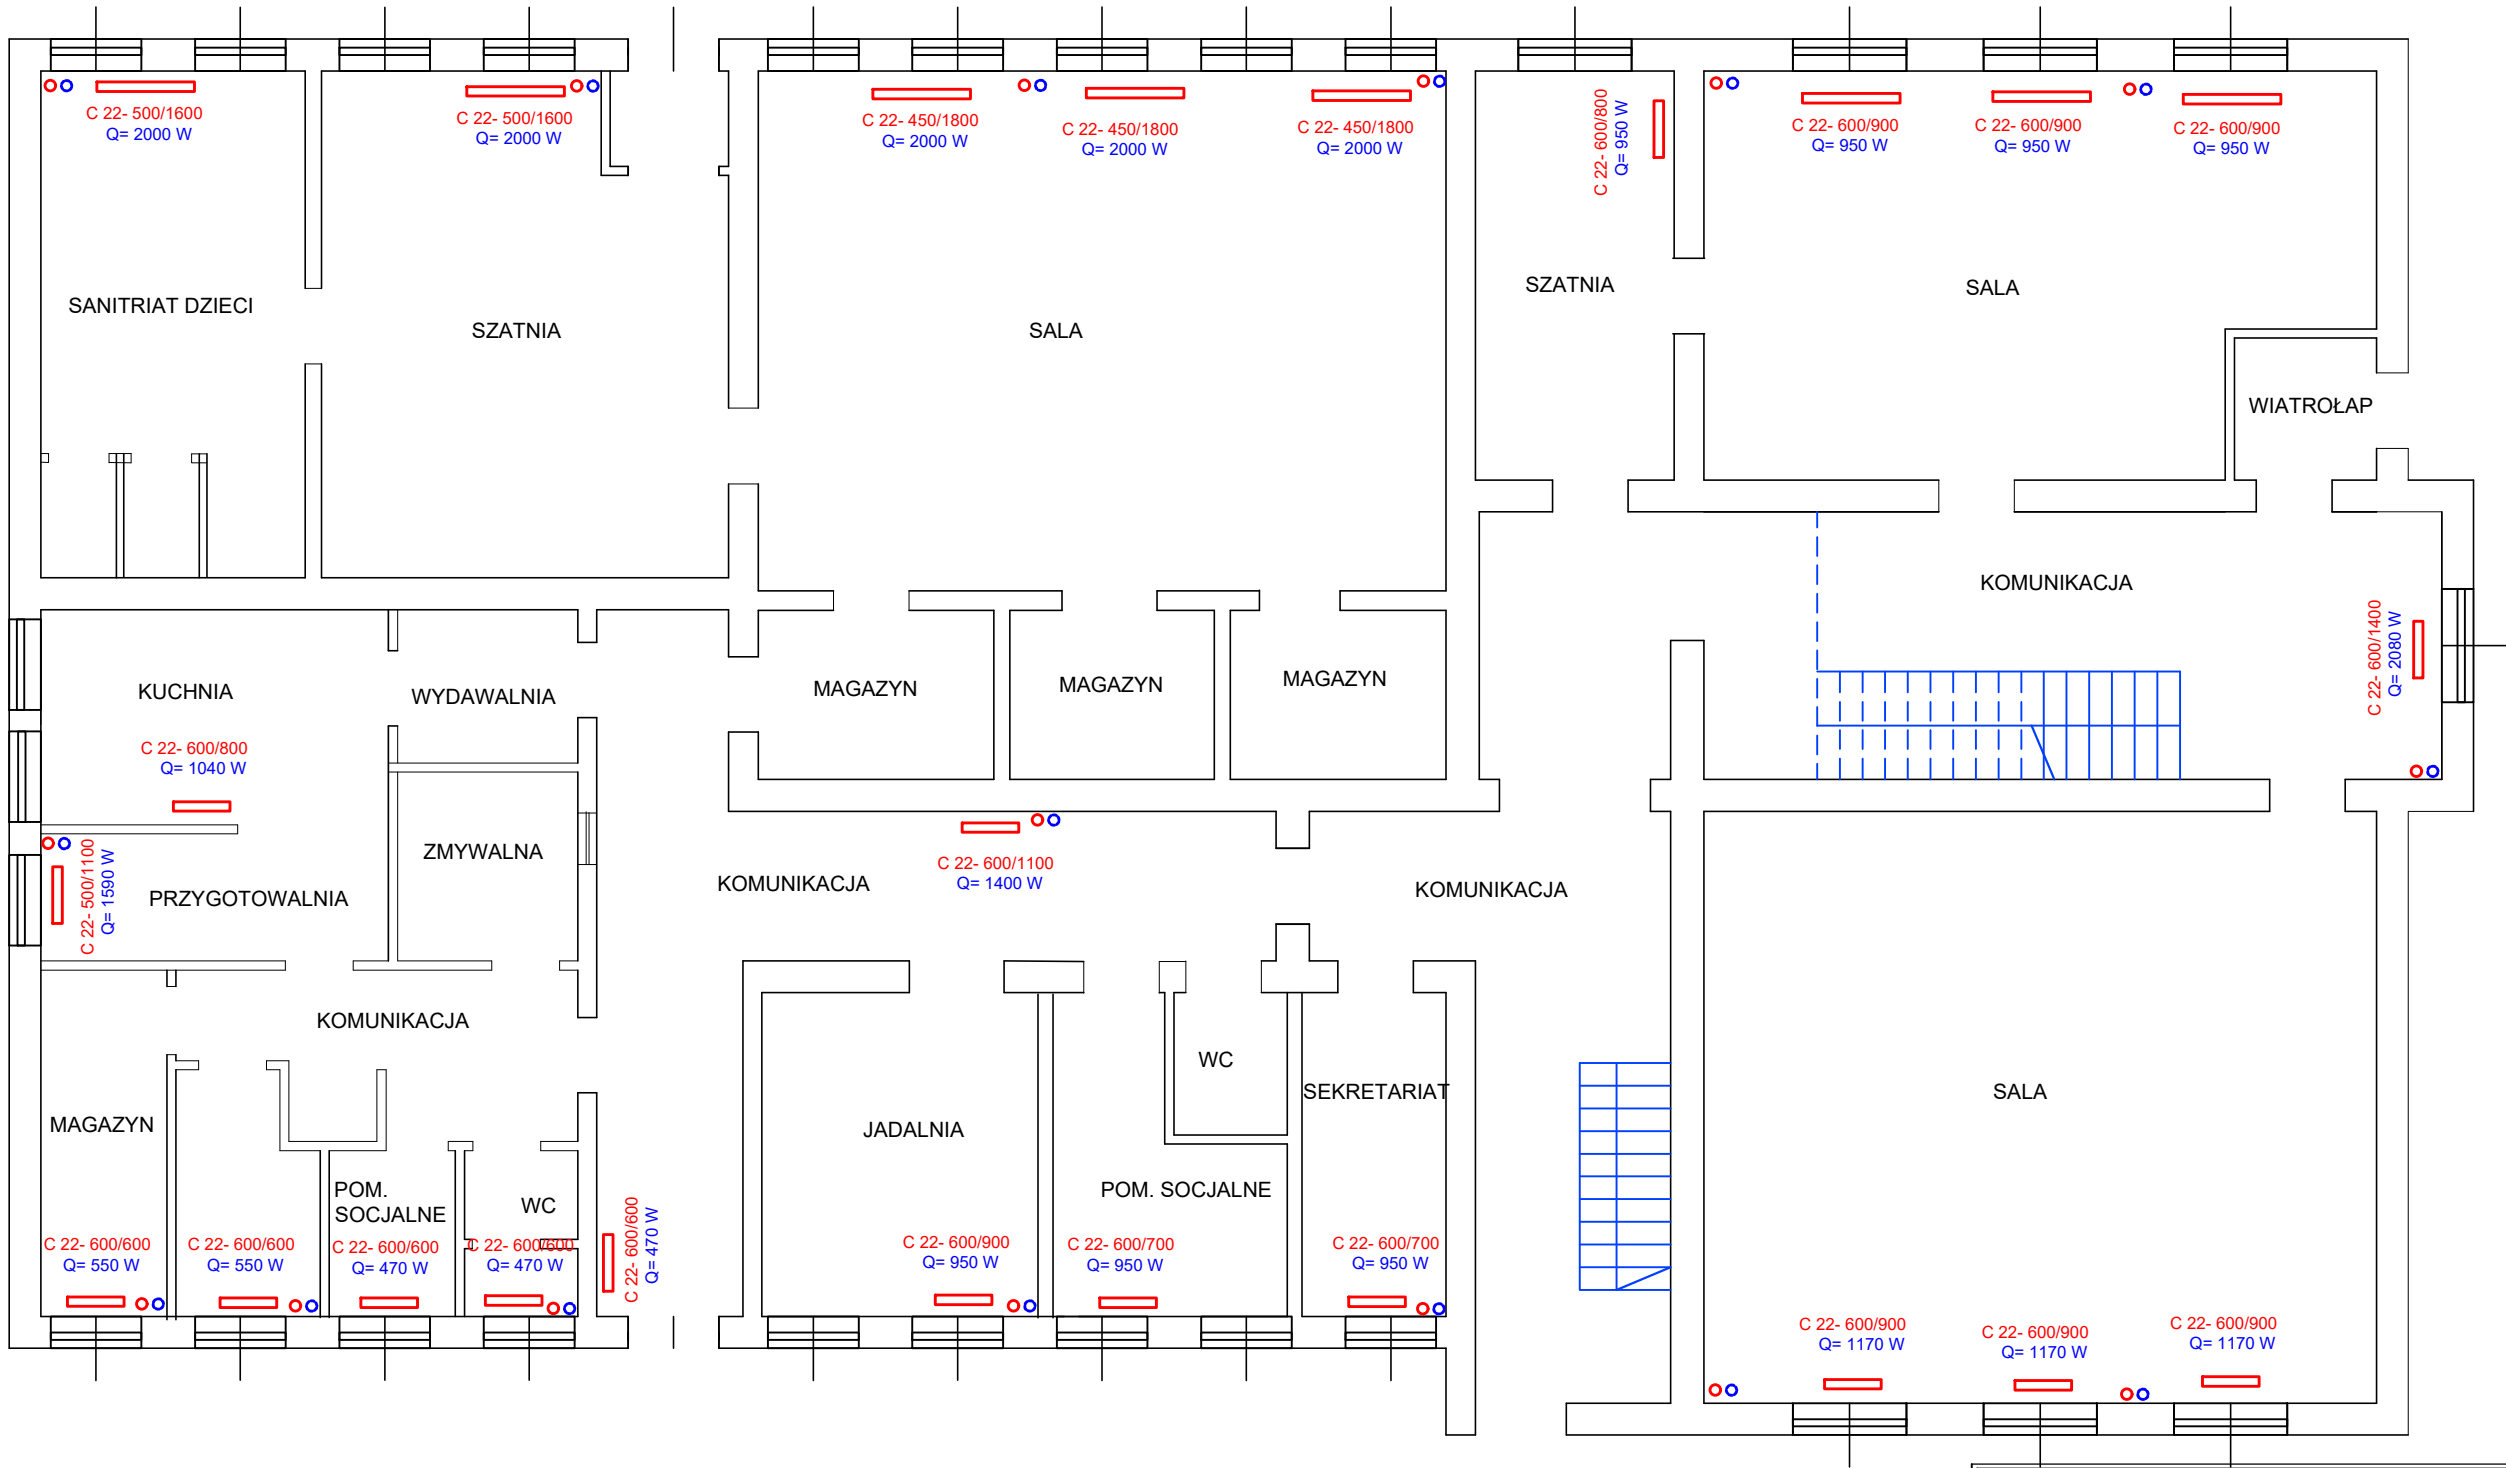 C 22- 500/1600
Q= 2000 W
C 22- 500/1600
Q= 2000 W
C 22- 450/1800
Q= 2000 W
C 22- 450/1800
Q= 2000 W
C 22- 450/1800
Q= 2000 W
C 22- 600/800
Q= 950 W
C 22- 600/900
Q= 950 W
C 22- 600/900
Q= 950 W
C 22- 600/900
Q= 950 W
SANITRIAT DZIECI
SZATNIA
SALA
SZATNIA
SALA
WIATROŁAP
KOMUNIKACJA
C 22- 600/1400
Q= 2080 W
KUCHNIA
WYDAWALNIA
MAGAZYN
MAGAZYN
MAGAZYN
C 22- 600/800
Q= 1040 W
ZMYWALNA
C 22- 500/1100
Q= 1590 W
PRZYGOTOWALNIA
KOMUNIKACJA
C 22- 600/1100
Q= 1400 W
KOMUNIKACJA
KOMUNIKACJA
WC
SEKRETARIAT
SALA
MAGAZYN
JADALNIA
POM.
SOCJALNE
WC
POM. SOCJALNE
C 22- 600/600
Q= 550 W
C 22- 600/600
Q= 550 W
C 22- 600/600
Q= 470 W
C 22- 600/600
Q= 470 W
C 22- 600/600
Q= 470 W
C 22- 600/900
Q= 950 W
C 22- 600/700
Q= 950 W
C 22- 600/700
Q= 950 W
C 22- 600/900
Q= 1170 W
C 22- 600/900
Q= 1170 W
C 22- 600/900
Q= 1170 W